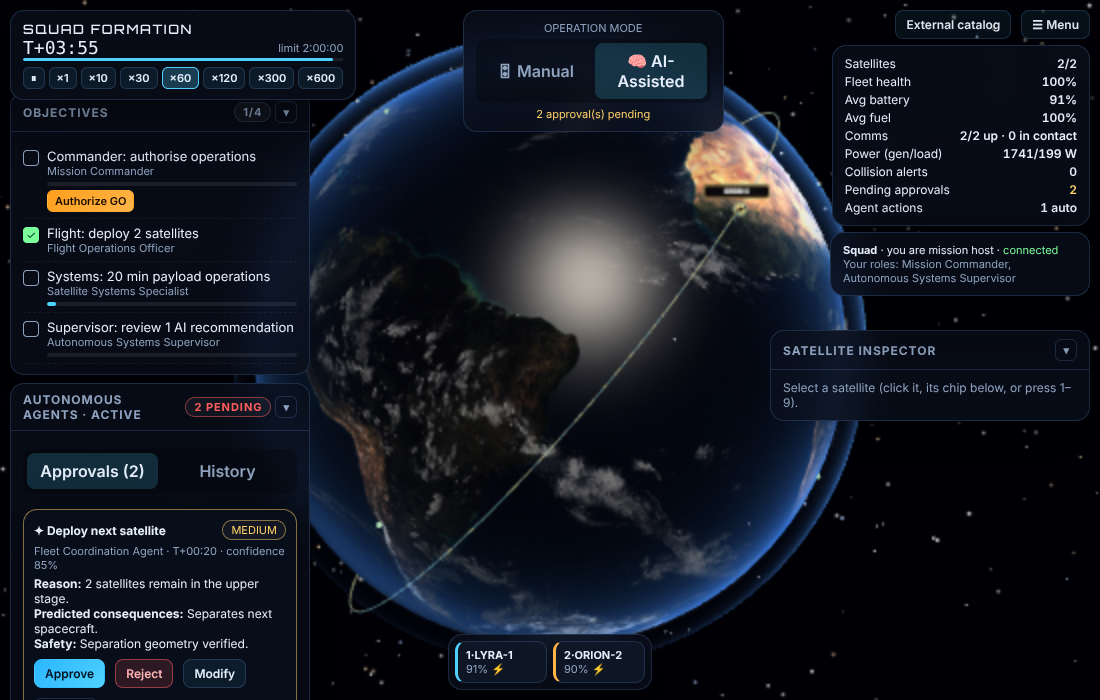 SQUAD FORMATION
T+03:55
limit 2:00:00
⏸ ×1 ×10 ×30 ×60 ×120 ×300 ×600
OBJECTIVES 1/4 ▾
Commander: authorise operations
Mission Commander
Authorize GO
Flight: deploy 2 satellites
Flight Operations Officer
Systems: 20 min payload operations
Satellite Systems Specialist
Supervisor: review 1 AI recommendation
Autonomous Systems Supervisor
AUTONOMOUS
AGENTS · ACTIVE
2 PENDING ▾
Approvals (2) History
✦ Deploy next satellite MEDIUM
Fleet Coordination Agent · T+00:20 · confidence
85%
Reason: 2 satellites remain in the upper
stage.
Predicted consequences: Separates next
spacecraft.
Safety: Separation geometry verified.
Approve Reject Modify
OPERATION MODE
🎛 Manual
🧠 AI-
Assisted
2 approval(s) pending
External catalog ☰ Menu
Satellites 2/2
Fleet health 100%
Avg battery 91%
Avg fuel 100%
Comms 2/2 up · 0 in contact
Power (gen/load) 1741/199 W
Collision alerts 0
Pending approvals 2
Agent actions 1 auto
Squad · you are mission host · connected
Your roles: Mission Commander,
Autonomous Systems Supervisor
SATELLITE INSPECTOR ▾
Select a satellite (click it, its chip below, or press 1–
9).
1·LYRA-1
91% ⚡
2·ORION-2
90% ⚡